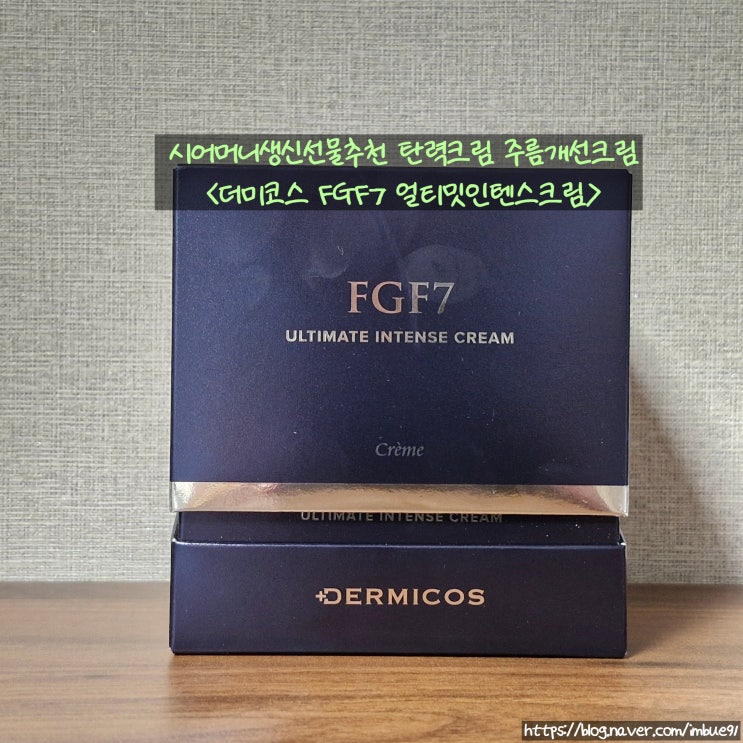 시어머니생신선물추천 탄력크림 주름개선크림
<더미코스 FGF7 얼티밋인텐스크림>
FGF7
ULTIMATE INTENSE CREAM
Crème
ULTIMATE INTENSE CREAM
DERMICOS
https://blog.naver.com/imbue91